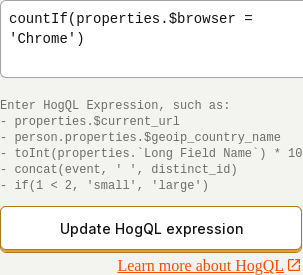 countIf(properties.$browser =
'Chrome')
Enter HogQL Expression, such as:
- properties.$current_url
- person.properties.$geoip_country_name
- toInt(properties.`Long Field Name`) * 10
- concat(event, ' ', distinct_id)
- if(1 < 2, 'small', 'large')
Update HogQL expression
Learn more about HogQL